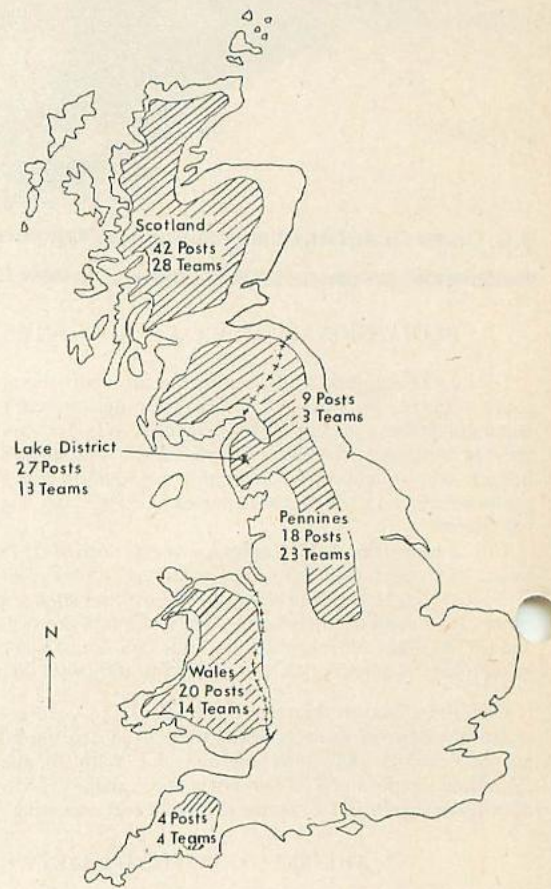 Scotland
42 Posts
28 Teams
9 Posts
3 Teams
Lake District
27 Posts
13 Teams
Pennines
18 Posts
23 Teams
N
Wales
20 Posts
14 Teams
4 Posts
4 Teams